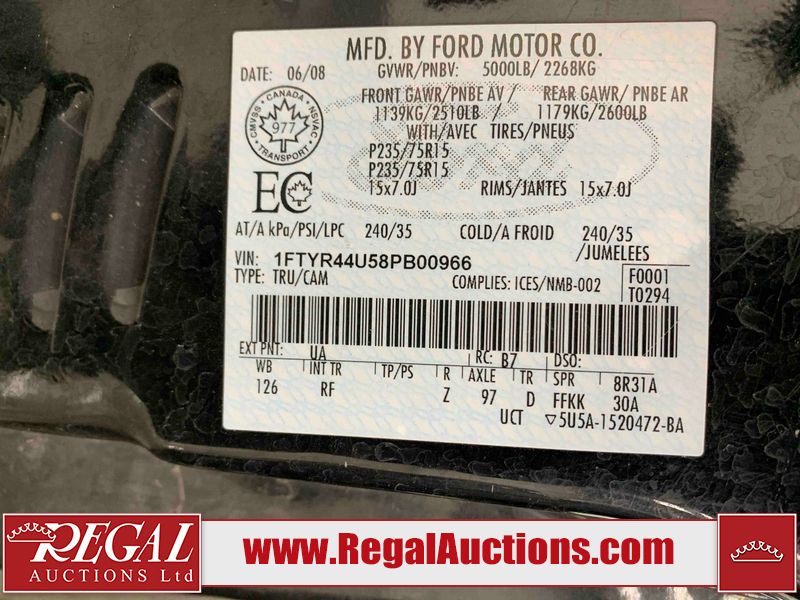 MFD. BY FORD MOTOR CO.
DATE: 06/08 GVWR/PNBV: 5000LB/ 2268KG
FRONT GAWR/PNBE AV / REAR GAWR/ PNBE AR
1139KG/2510LB / 1179KG/2600LB
WITH/AVEC TIRES/PNEUS
CANADA
CMVSS NSVAC
977
TRANSPORT
P235/75R15
P235/75R15
15x7.0J RIMS/JANTES 15x7.0J
EC
AT/A kPa/PSI/LPC 240/35 COLD/A FROID 240/35
/JUMELEES
VIN: 1FTYR44U58PB00966
TYPE: TRU/CAM COMPLIES: ICES/NMB-002 F0001
T0294
EXT PNT: UA RC: B7 DSO:
WB INT TR TP/PS R AXLE TR SPR 8R31A
126 RF Z 97 D FFKK 30A
UCT ▽5U5A-1520472-BA
REGAL
AUCTIONS Ltd
www.RegalAuctions.com